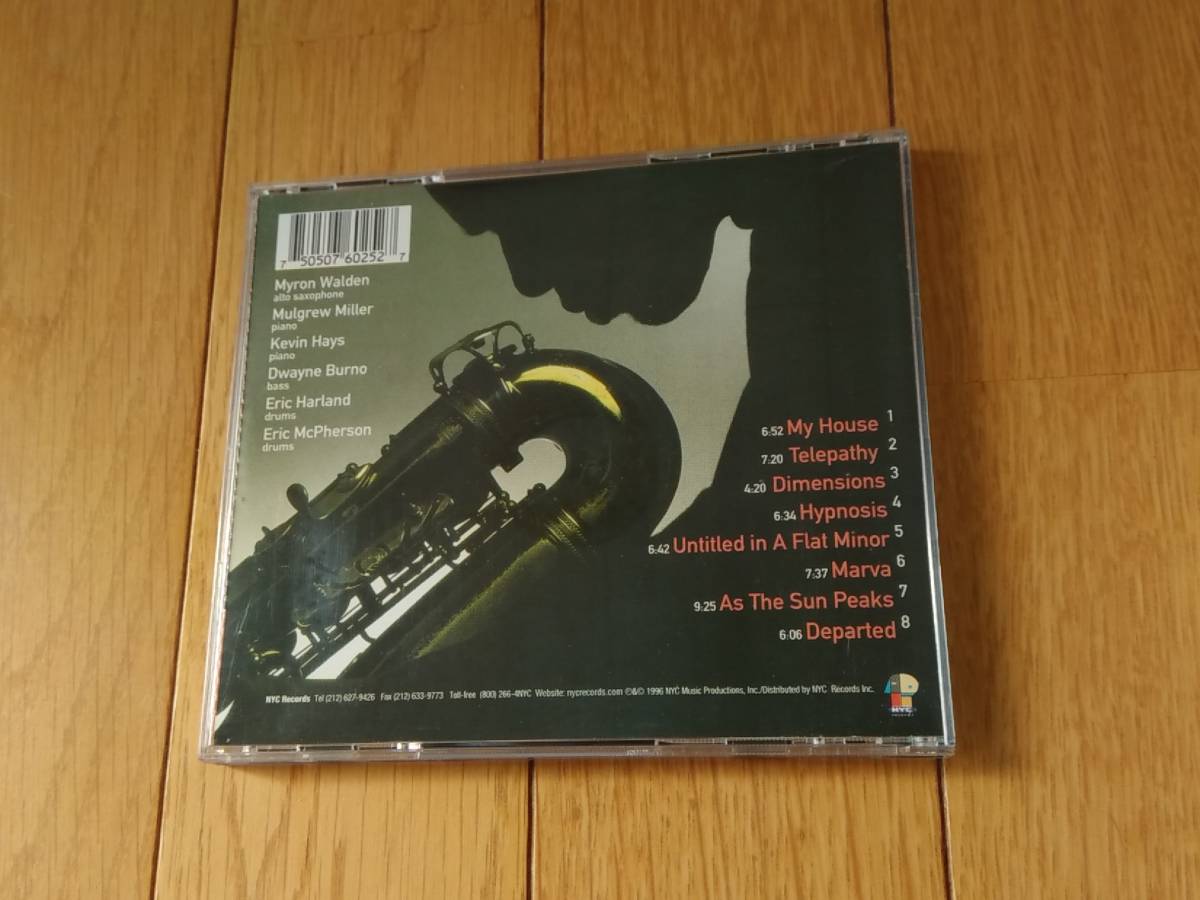 7 50507 60252 7
Myron Walden
alto saxophone
Mulgrew Miller
piano
Kevin Hays
piano
Dwayne Burno
bass
Eric Harland
drums
Eric McPherson
drums
6:52 My House 1
7:20 Telepathy 2
4:20 Dimensions 3
6:34 Hypnosis 4
6:42 Untitled in A Flat Minor 5
7:37 Marva 6
9:25 As The Sun Peaks 7
6:06 Departed 8
NYC Records Tel (212) 627-9426 Fax (212) 633-9773 Toll-free (800) 266-4NYC Website: nycrecords.com ℗&© 1996 NYC Music Productions, Inc./Distributed by NYC Records Inc.
NYC